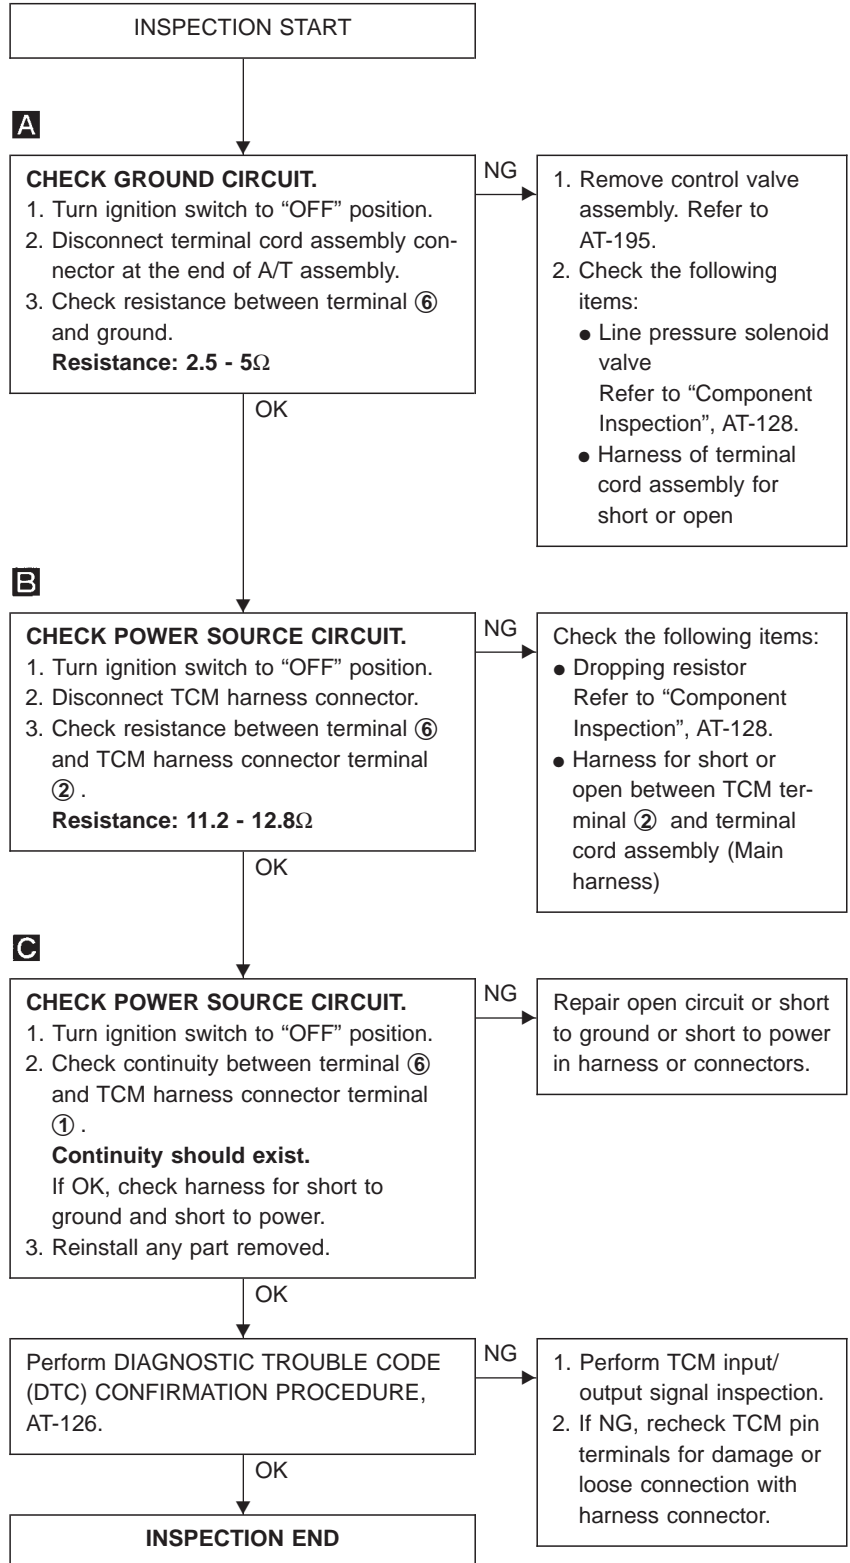 INSPECTION START
A
CHECK GROUND CIRCUIT.
1. Turn ignition switch to “OFF” position.
2. Disconnect terminal cord assembly con-
nector at the end of A/T assembly.
3. Check resistance between terminal ⑥
and ground.
Resistance: 2.5 - 5Ω
NG
1. Remove control valve
assembly. Refer to
AT-195.
2. Check the following
items:
● Line pressure solenoid
valve
Refer to “Component
Inspection”, AT-128.
● Harness of terminal
cord assembly for
short or open
OK
B
CHECK POWER SOURCE CIRCUIT.
1. Turn ignition switch to “OFF” position.
2. Disconnect TCM harness connector.
3. Check resistance between terminal ⑥
and TCM harness connector terminal
② .
Resistance: 11.2 - 12.8Ω
NG
Check the following items:
● Dropping resistor
Refer to “Component
Inspection”, AT-128.
● Harness for short or
open between TCM ter-
minal ② and terminal
cord assembly (Main
harness)
OK
C
CHECK POWER SOURCE CIRCUIT.
1. Turn ignition switch to “OFF” position.
2. Check continuity between terminal ⑥
and TCM harness connector terminal
① .
Continuity should exist.
If OK, check harness for short to
ground and short to power.
3. Reinstall any part removed.
NG
Repair open circuit or short
to ground or short to power
in harness or connectors.
OK
Perform DIAGNOSTIC TROUBLE CODE
(DTC) CONFIRMATION PROCEDURE,
AT-126.
NG
1. Perform TCM input/
output signal inspection.
2. If NG, recheck TCM pin
terminals for damage or
loose connection with
harness connector.
OK
INSPECTION END